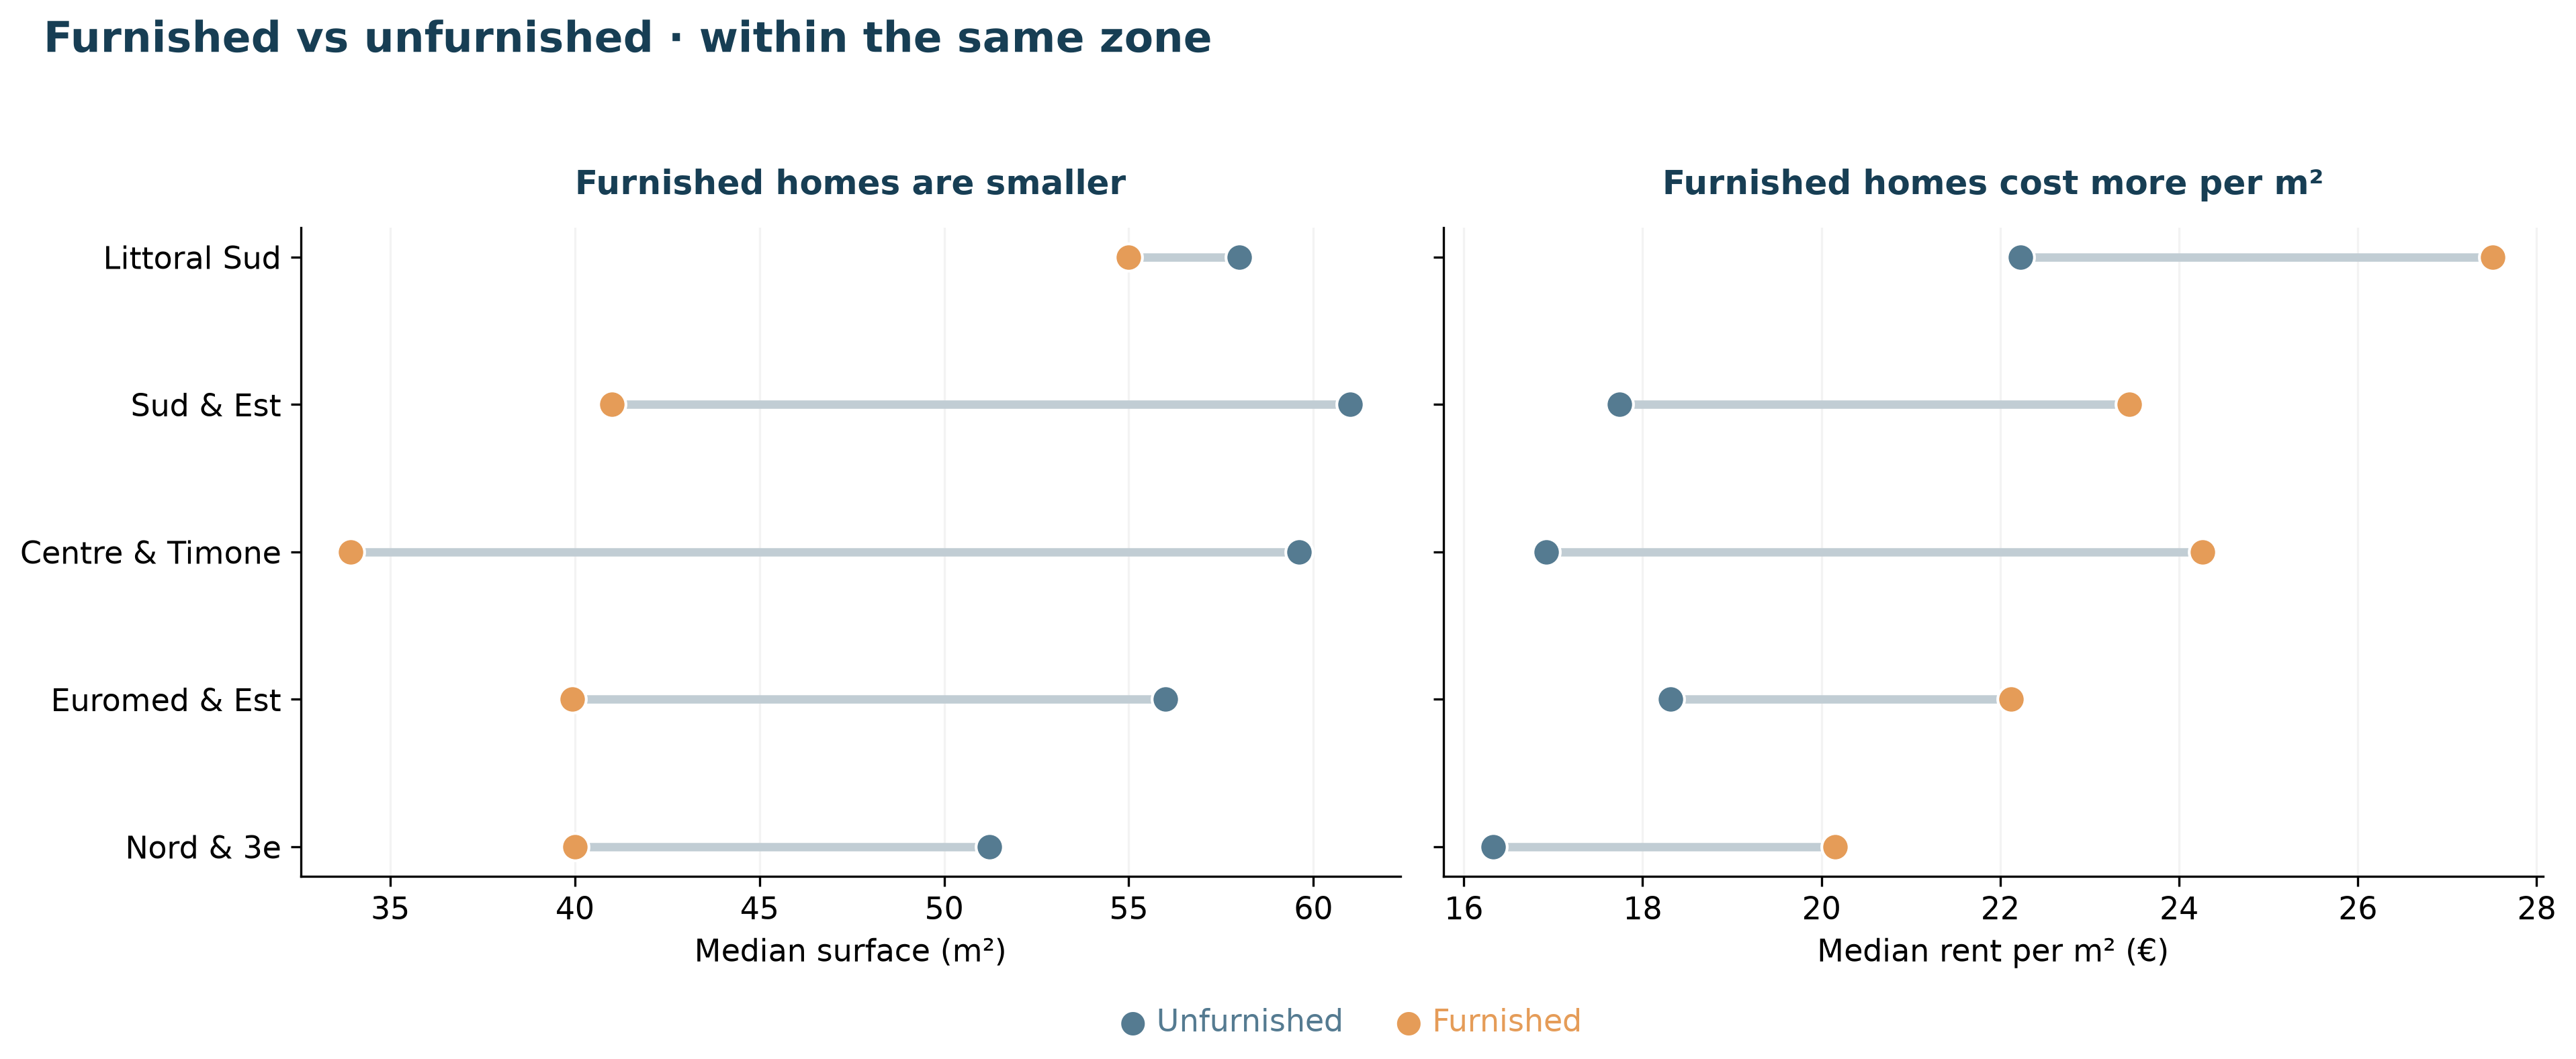 Furnished vs unfurnished · within the same zone
Furnished homes are smaller
Furnished homes cost more per m²
Littoral Sud
Sud & Est
Centre & Timone
Euromed & Est
Nord & 3e
35 40 45 50 55 60
16 18 20 22 24 26 28
Median surface (m²)
Median rent per m² (€)
Unfurnished
Furnished